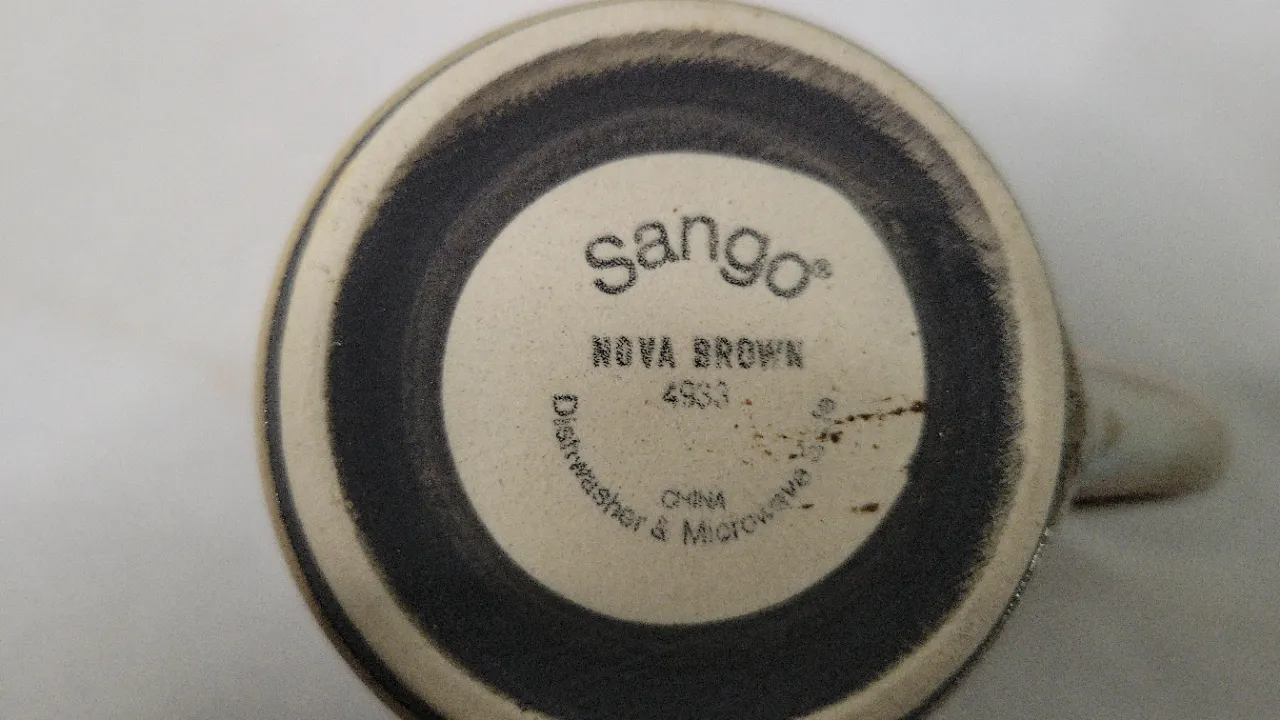 Sango®
NOVA BROWN
4933
CHINA
Dishwasher & Microwave Safe